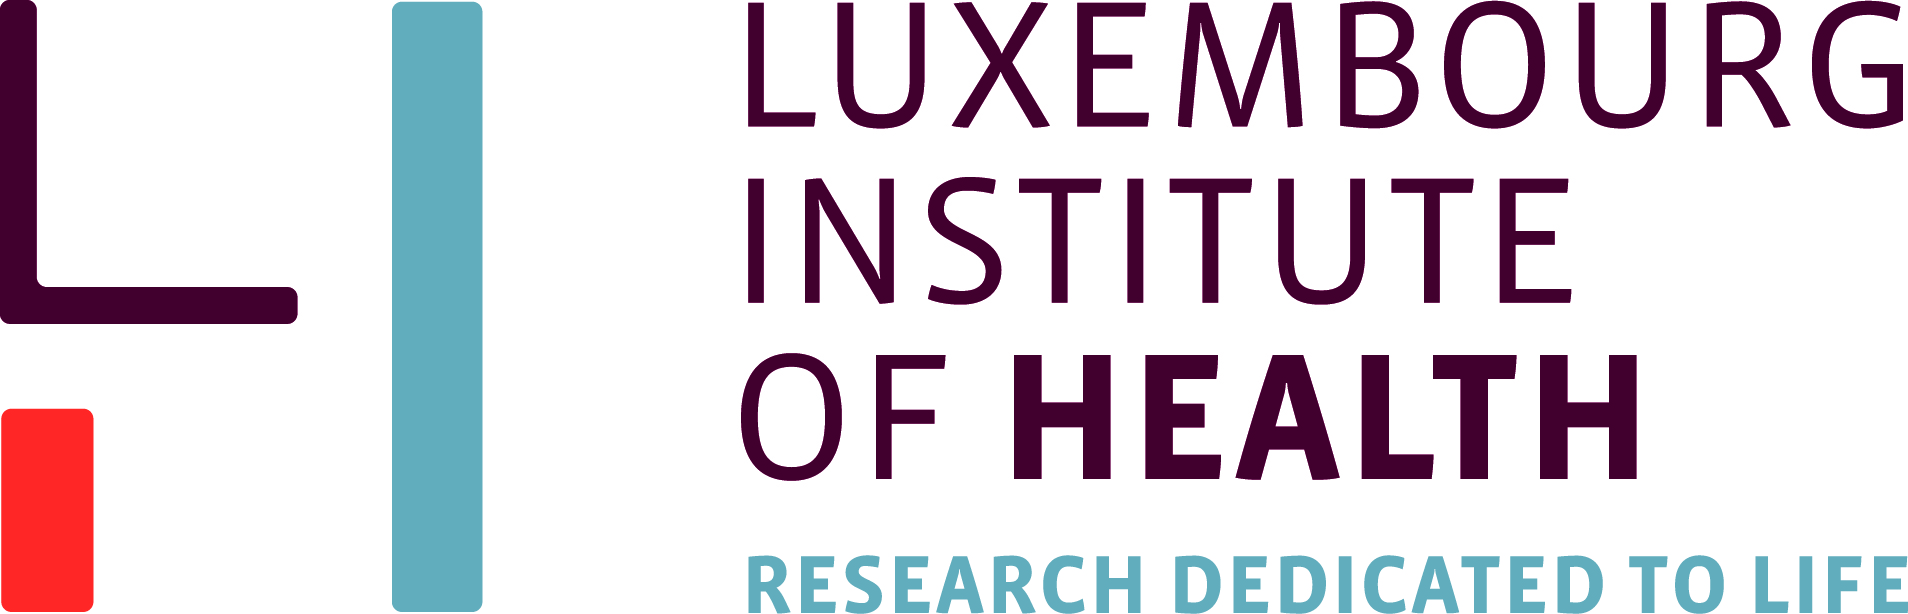 LUXEMBOURG
INSTITUTE
OF HEALTH
RESEARCH DEDICATED TO LIFE